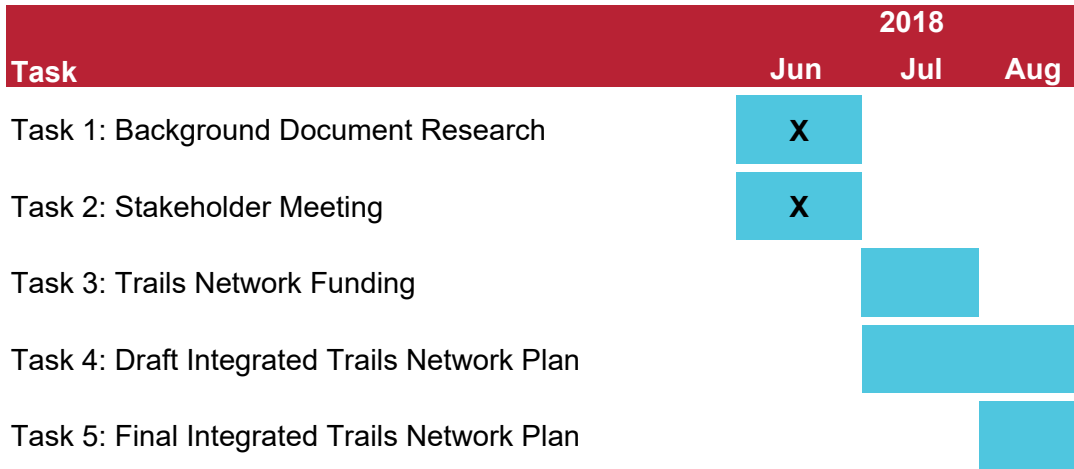 2018
Task Jun Jul Aug
Task 1: Background Document Research X
Task 2: Stakeholder Meeting X
Task 3: Trails Network Funding
Task 4: Draft Integrated Trails Network Plan
Task 5: Final Integrated Trails Network Plan